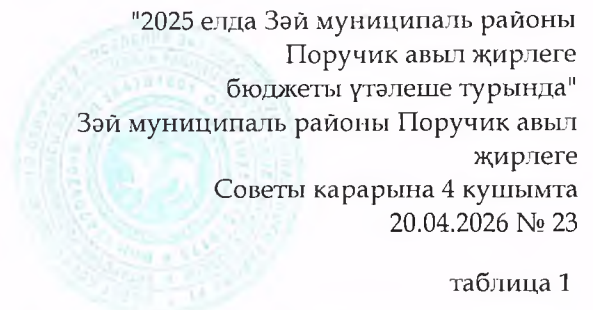 "2025 елда Зәй муниципаль районы
Поручик авыл җирлеге
бюджеты үтәлеше турында"
Зәй муниципаль районы Поручик авыл
җирлеге
Советы карарына 4 кушымта
20.04.2026 № 23
таблица 1